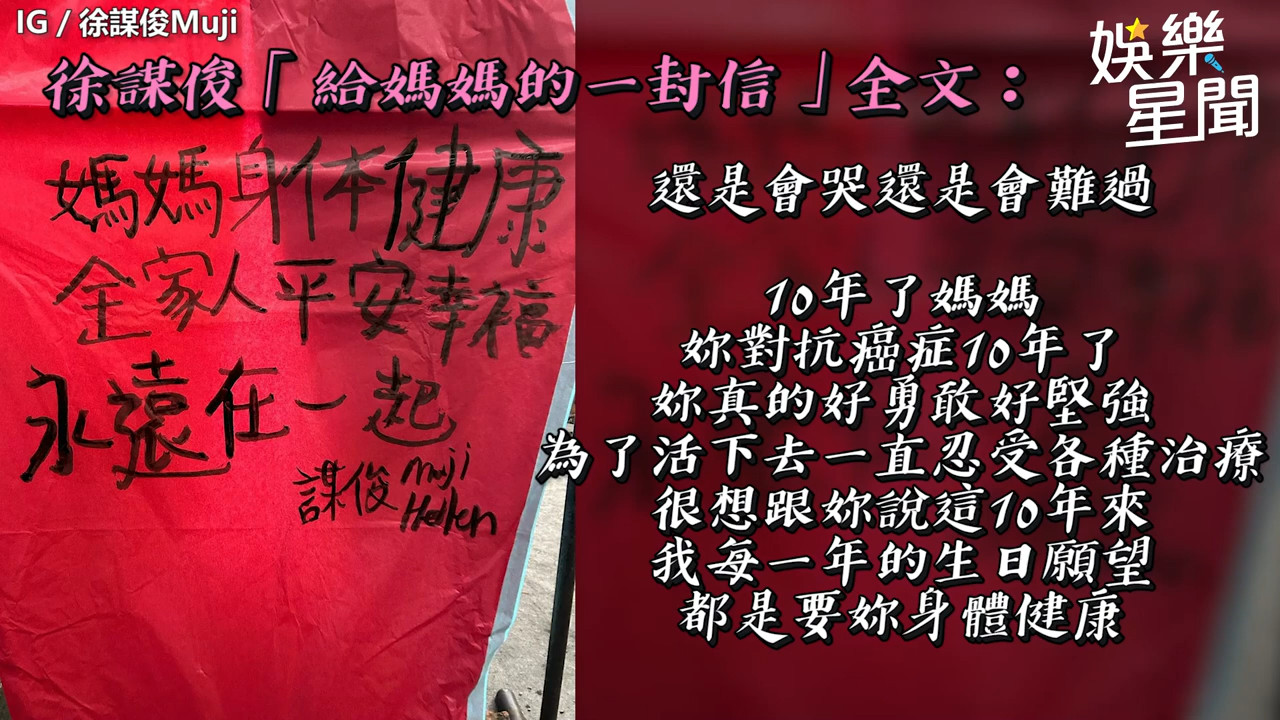 IG / 徐謀俊Muji
娛樂
星聞
徐謀俊「給媽媽的一封信」全文：
媽媽身体健康
全家人平安幸福
永遠在一起
謀俊 muji
Hellen
還是會哭還是會難過
10年了媽媽
妳對抗癌症10年了
妳真的好勇敢好堅強
為了活下去一直忍受各種治療
很想跟妳說這10年來
我每一年的生日願望
都是要妳身體健康